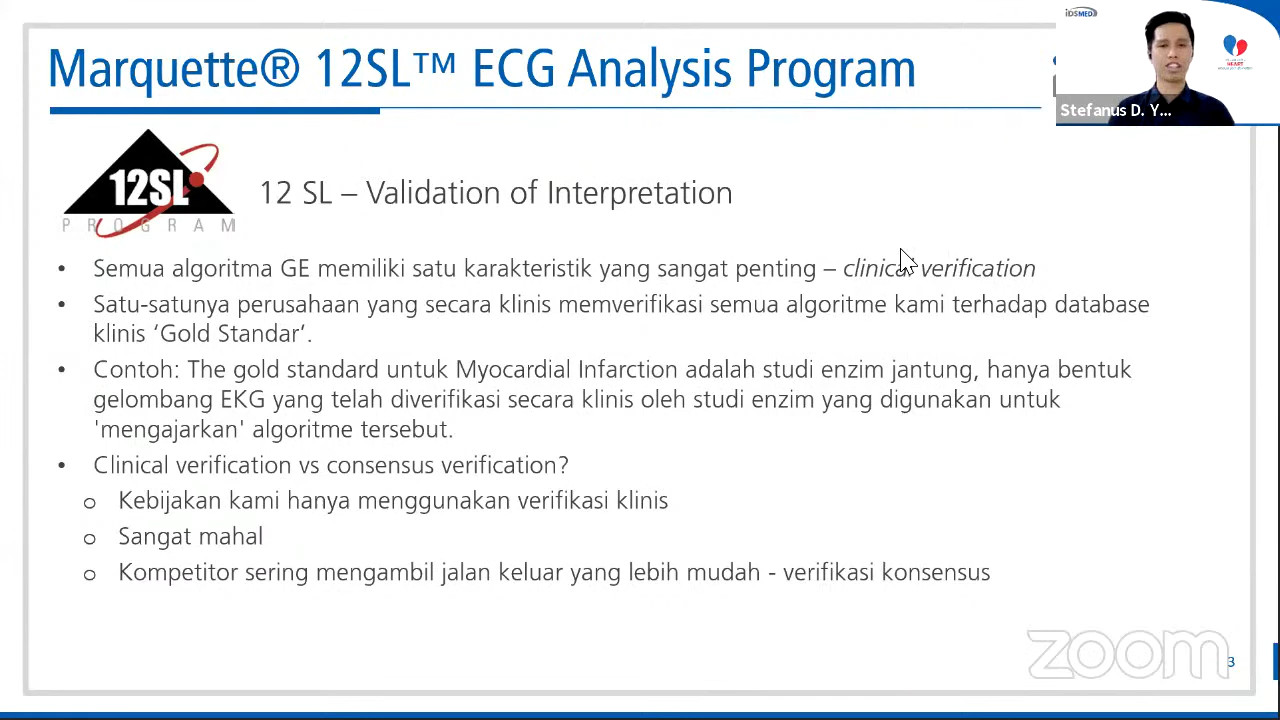 Marquette® 12SL™ ECG Analysis Program
iDSMED
HEART
Stefanus D. Y...
12SL
PROGRAM
12 SL – Validation of Interpretation
• Semua algoritma GE memiliki satu karakteristik yang sangat penting – clinical verification
• Satu-satunya perusahaan yang secara klinis memverifikasi semua algoritme kami terhadap database
klinis ‘Gold Standar’.
• Contoh: The gold standard untuk Myocardial Infarction adalah studi enzim jantung, hanya bentuk
gelombang EKG yang telah diverifikasi secara klinis oleh studi enzim yang digunakan untuk
'mengajarkan' algoritme tersebut.
• Clinical verification vs consensus verification?
o Kebijakan kami hanya menggunakan verifikasi klinis
o Sangat mahal
o Kompetitor sering mengambil jalan keluar yang lebih mudah - verifikasi konsensus
zoom
3